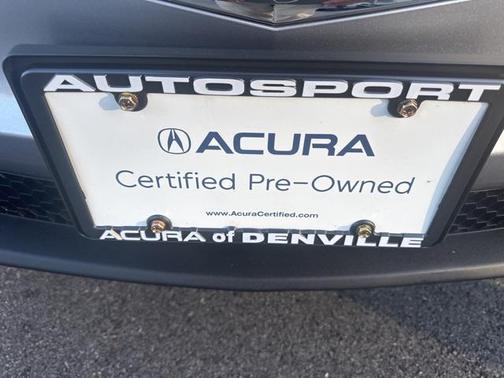 AUTOSPORT
ACURA
Certified Pre-Owned
www.AcuraCertified.com
ACURA of DENVILLE